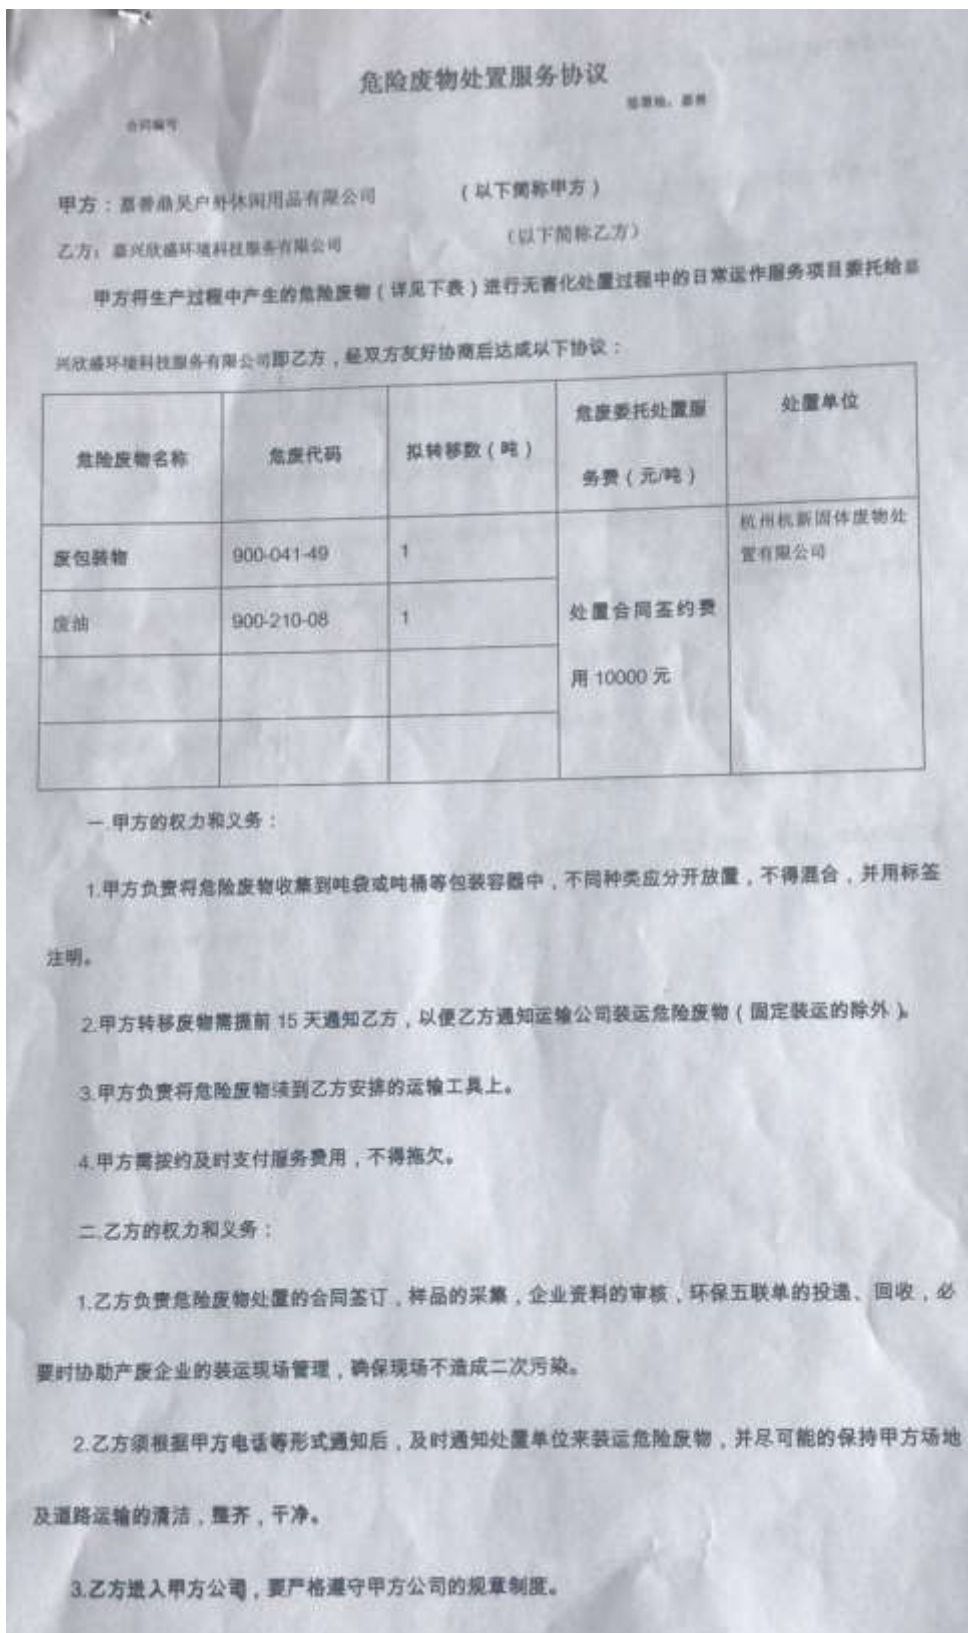 危险废物处置服务协议
签署地：嘉善
合同编号
甲方：嘉善鼎昊户外休闲用品有限公司 （以下简称甲方）
乙方：嘉兴欣盛环境科技服务有限公司 （以下简称乙方）
甲方将生产过程中产生的危险废物（详见下表）进行无害化处置过程中的日常运作服务项目委托给嘉
兴欣盛环境科技服务有限公司即乙方，经双方友好协商后达成以下协议：
危险废物名称 危废代码 拟转移数（吨） 危废委托处置服务费（元/吨） 处置单位
废包装物 900-041-49 1
杭州杭新固体废物处
置有限公司
废油 900-210-08 1
处置合同签约费
用 10000 元
一.甲方的权力和义务：
1.甲方负责将危险废物收集到吨袋或吨桶等包装容器中，不同种类应分开放置，不得混合，并用标签
注明。
2.甲方转移废物需提前 15 天通知乙方，以便乙方通知运输公司装运危险废物（固定装运的除外）。
3.甲方负责将危险废物装到乙方安排的运输工具上。
4.甲方需按约及时支付服务费用，不得拖欠。
二.乙方的权力和义务：
1.乙方负责危险废物处置的合同签订，样品的采集，企业资料的审核，环保五联单的投递、回收，必
要时协助产废企业的装运现场管理，确保现场不造成二次污染。
2.乙方须根据甲方电话等形式通知后，及时通知处置单位来装运危险废物，并尽可能的保持甲方场地
及道路运输的清洁，整齐，干净。
3.乙方进入甲方公司，要严格遵守甲方公司的规章制度。